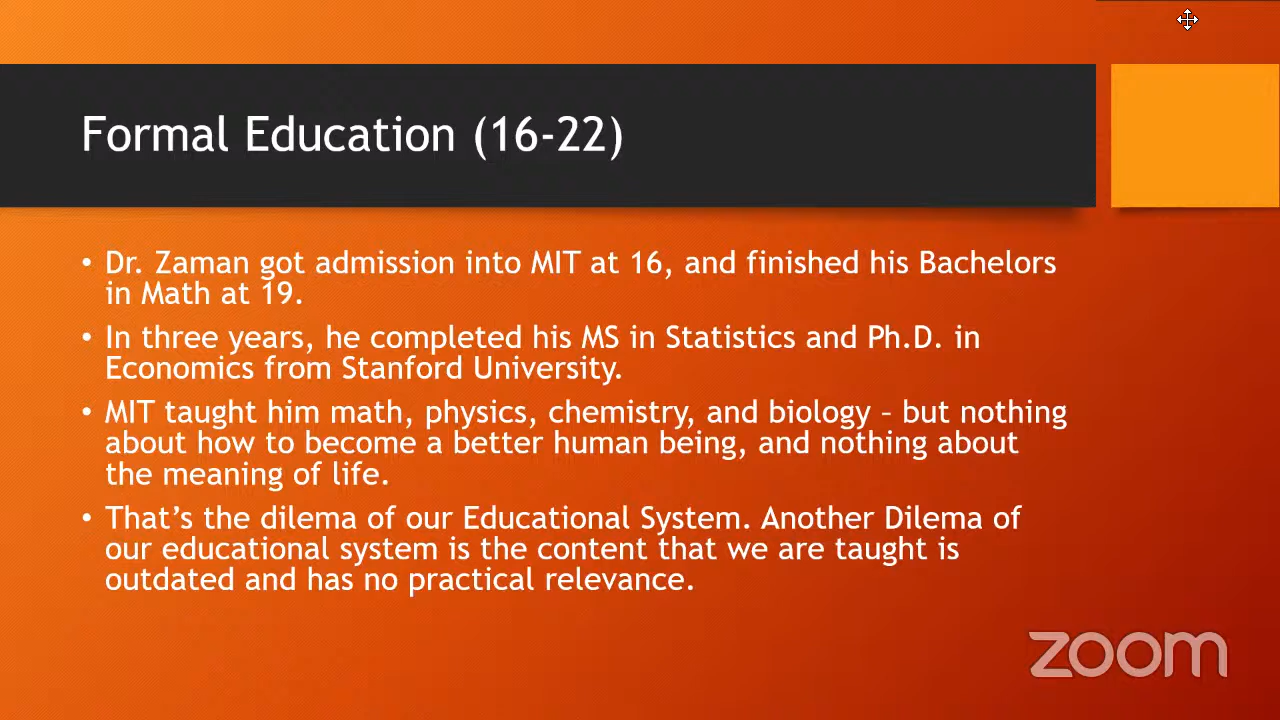 Formal Education (16-22)
• Dr. Zaman got admission into MIT at 16, and finished his Bachelors
in Math at 19.
• In three years, he completed his MS in Statistics and Ph.D. in
Economics from Stanford University.
• MIT taught him math, physics, chemistry, and biology – but nothing
about how to become a better human being, and nothing about
the meaning of life.
• That’s the dilema of our Educational System. Another Dilema of
our educational system is the content that we are taught is
outdated and has no practical relevance.
zoom